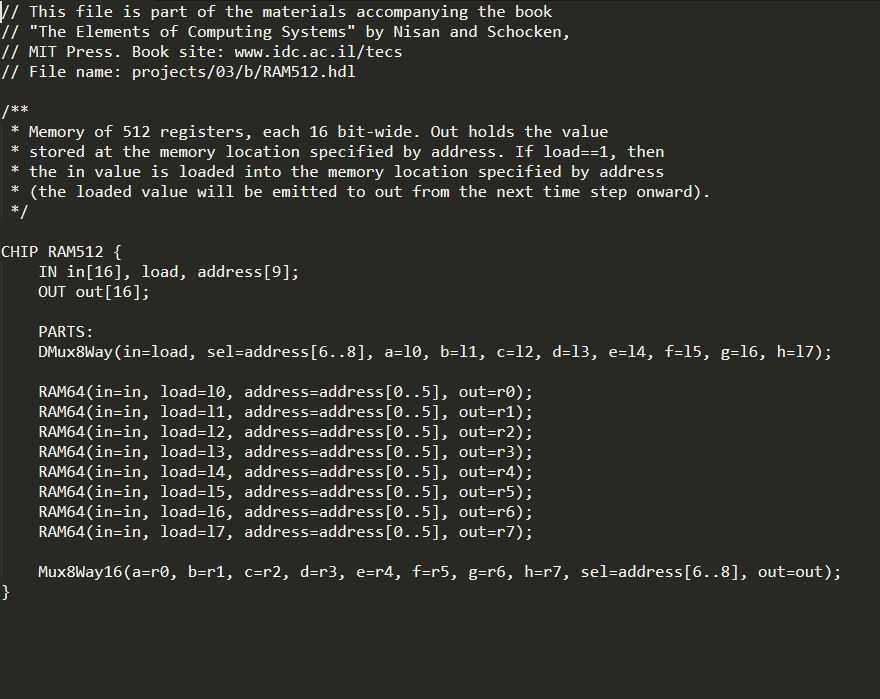 // This file is part of the materials accompanying the book
// "The Elements of Computing Systems" by Nisan and Schocken,
// MIT Press. Book site: www.idc.ac.il/tecs
// File name: projects/03/b/RAM512.hdl

/**
 * Memory of 512 registers, each 16 bit-wide. Out holds the value
 * stored at the memory location specified by address. If load==1, then
 * the in value is loaded into the memory location specified by address
 * (the loaded value will be emitted to out from the next time step onward).
 */

CHIP RAM512 {
    IN in[16], load, address[9];
    OUT out[16];

    PARTS:
    DMux8Way(in=load, sel=address[6..8], a=l0, b=l1, c=l2, d=l3, e=l4, f=l5, g=l6, h=l7);

    RAM64(in=in, load=l0, address=address[0..5], out=r0);
    RAM64(in=in, load=l1, address=address[0..5], out=r1);
    RAM64(in=in, load=l2, address=address[0..5], out=r2);
    RAM64(in=in, load=l3, address=address[0..5], out=r3);
    RAM64(in=in, load=l4, address=address[0..5], out=r4);
    RAM64(in=in, load=l5, address=address[0..5], out=r5);
    RAM64(in=in, load=l6, address=address[0..5], out=r6);
    RAM64(in=in, load=l7, address=address[0..5], out=r7);

    Mux8Way16(a=r0, b=r1, c=r2, d=r3, e=r4, f=r5, g=r6, h=r7, sel=address[6..8], out=out);
}